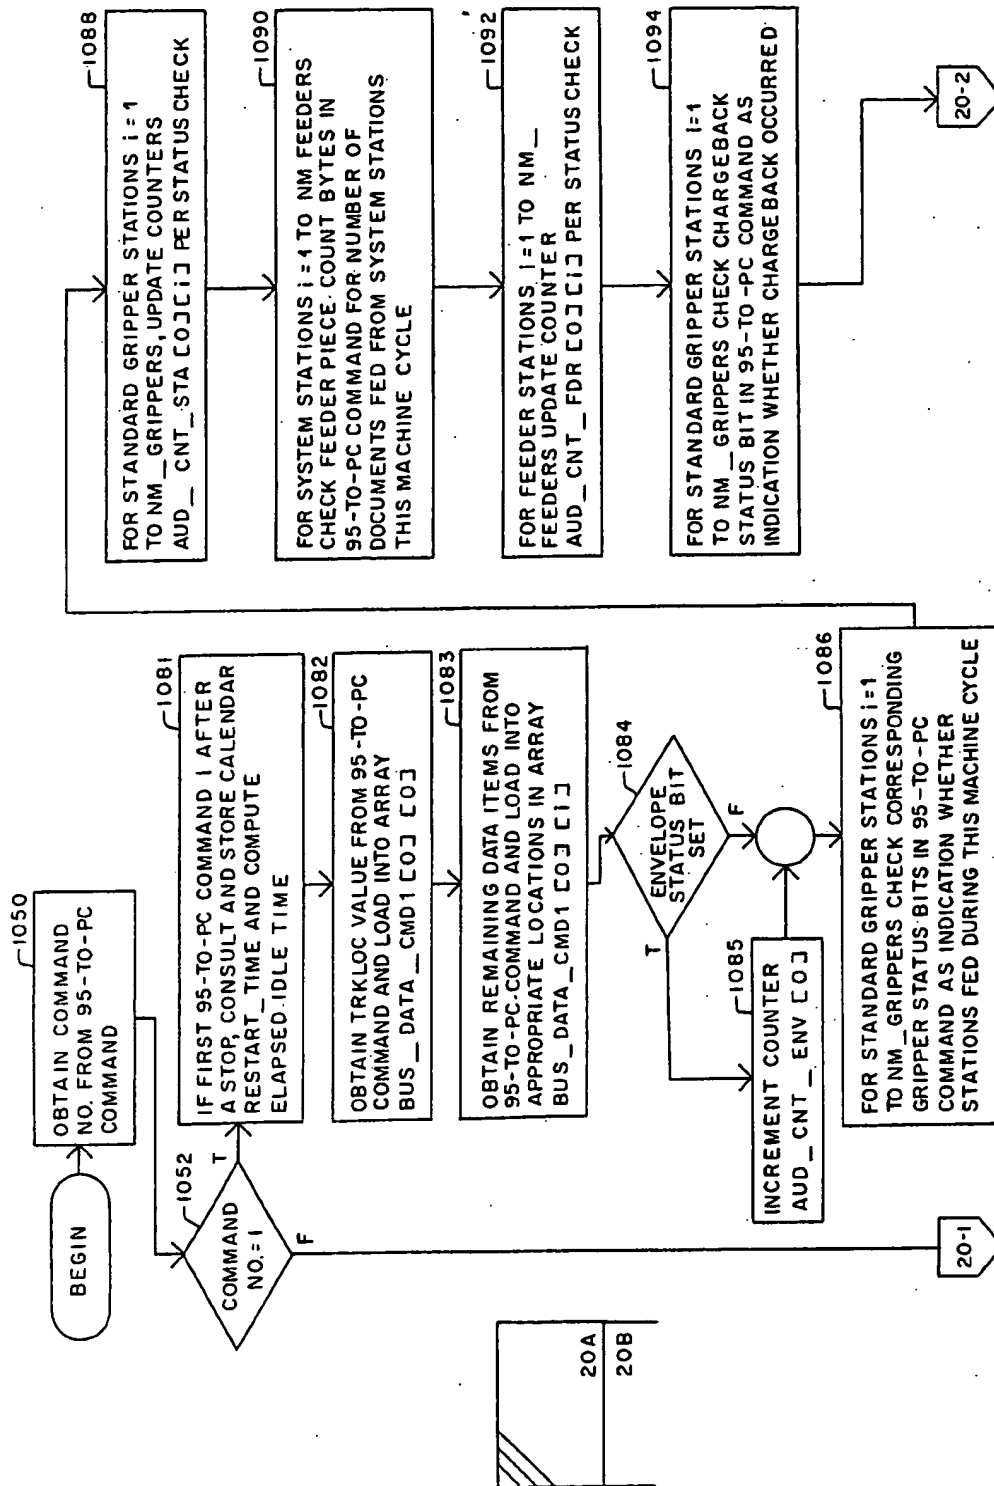 BEGIN
1050
OBTAIN COMMAND
NO. FROM 95-TO-PC
COMMAND
1052
COMMAND
NO. = 1
T
F
20-1
1081
IF FIRST 95-TO-PC COMMAND 1 AFTER
A STOP, CONSULT AND STORE CALENDAR
RESTART_TIME AND COMPUTE
ELAPSED IDLE TIME
1082
OBTAIN TRKLOC VALUE FROM 95-TO-PC
COMMAND AND LOAD INTO ARRAY
BUS_DATA_CMD1 [O] [O]
1083
OBTAIN REMAINING DATA ITEMS FROM
95-TO-PC COMMAND AND LOAD INTO
APPROPRIATE LOCATIONS IN ARRAY
BUS_DATA_CMD1 [O] [i]
1084
ENVELOPE
STATUS BIT
SET
T
F
1085
INCREMENT COUNTER
AUD_CNT_ENV [O]
1086
FOR STANDARD GRIPPER STATIONS i=1
TO NM_GRIPPERS CHECK CORRESPONDING
GRIPPER STATUS BITS IN 95-TO-PC
COMMAND AS INDICATION WHETHER
STATIONS FED DURING THIS MACHINE CYCLE
1088
FOR STANDARD GRIPPER STATIONS i=1
TO NM_GRIPPERS, UPDATE COUNTERS
AUD_CNT_STA [O] [i] PER STATUS CHECK
1090
FOR SYSTEM STATIONS i=1 TO NM FEEDERS
CHECK FEEDER PIECE COUNT BYTES IN
95-TO-PC COMMAND FOR NUMBER OF
DOCUMENTS FED FROM SYSTEM STATIONS
THIS MACHINE CYCLE
1092
FOR FEEDER STATIONS i=1 TO NM_
FEEDERS UPDATE COUNTER
AUD_CNT_FDR [O] [i] PER STATUS CHECK
1094
FOR STANDARD GRIPPER STATIONS i=1
TO NM_GRIPPERS CHECK CHARGEBACK
STATUS BIT IN 95-TO-PC COMMAND AS
INDICATION WHETHER CHARGEBACK OCCURRED
20-2
20A
20B